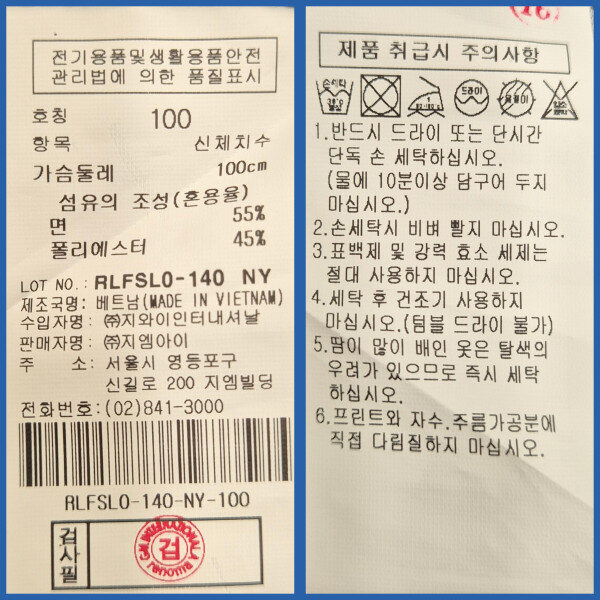 전기용품및생활용품안전
관리법에 의한 품질표시
호칭 100
항목 신체치수
가슴둘레 100cm
섬유의 조성(혼용율)
면 55%
폴리에스터 45%
LOT NO.: RLFSL0-140 NY
제조국명: 베트남(MADE IN VIETNAM)
수입자명 : ㈜지와이인터내셔날
판매자명 : ㈜지엠아이
주 소: 서울시 영등포구
신길로 200 지엠빌딩
전화번호: (02)841-3000
RLFSL0-140-NY-100
검사필
검
제품 취급시 주의사항
손세탁
30℃
중성
드라이
염소
표백
1.반드시 드라이 또는 단시간
단독 손 세탁하십시오.
(물에 10분이상 담구어 두지
마십시오.)
2.손세탁시 비벼 빨지 마십시오.
3.표백제 및 강력 효소 세제는
절대 사용하지 마십시오.
4.세탁 후 건조기 사용하지
마십시오.(텀블 드라이 불가)
5.땀이 많이 배인 옷은 탈색의
우려가 있으므로 즉시 세탁
하십시오.
6.프린트와 자수.주름가공분에
직접 다림질하지 마십시오.